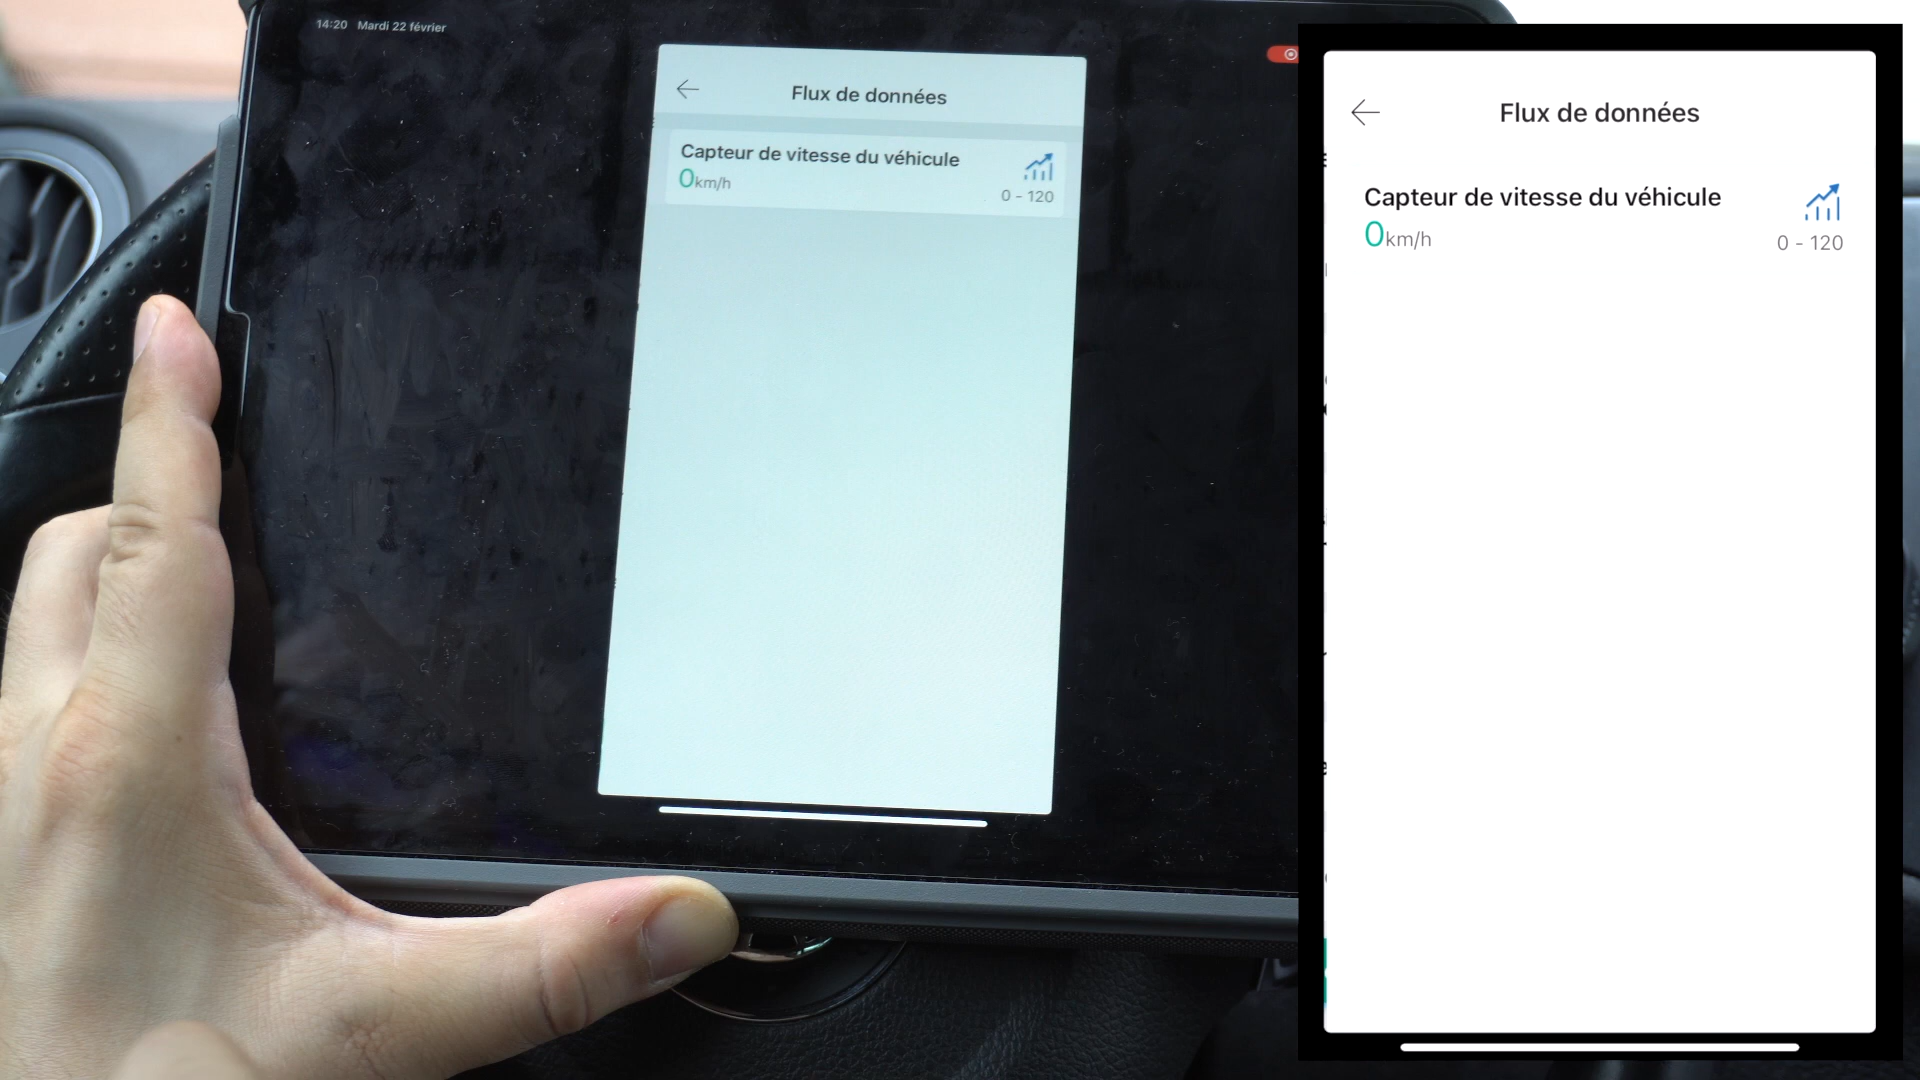 14:20 Mardi 22 février
Flux de données
Capteur de vitesse du véhicule
0km/h
0 - 120
Flux de données
Capteur de vitesse du véhicule
0km/h
0 - 120